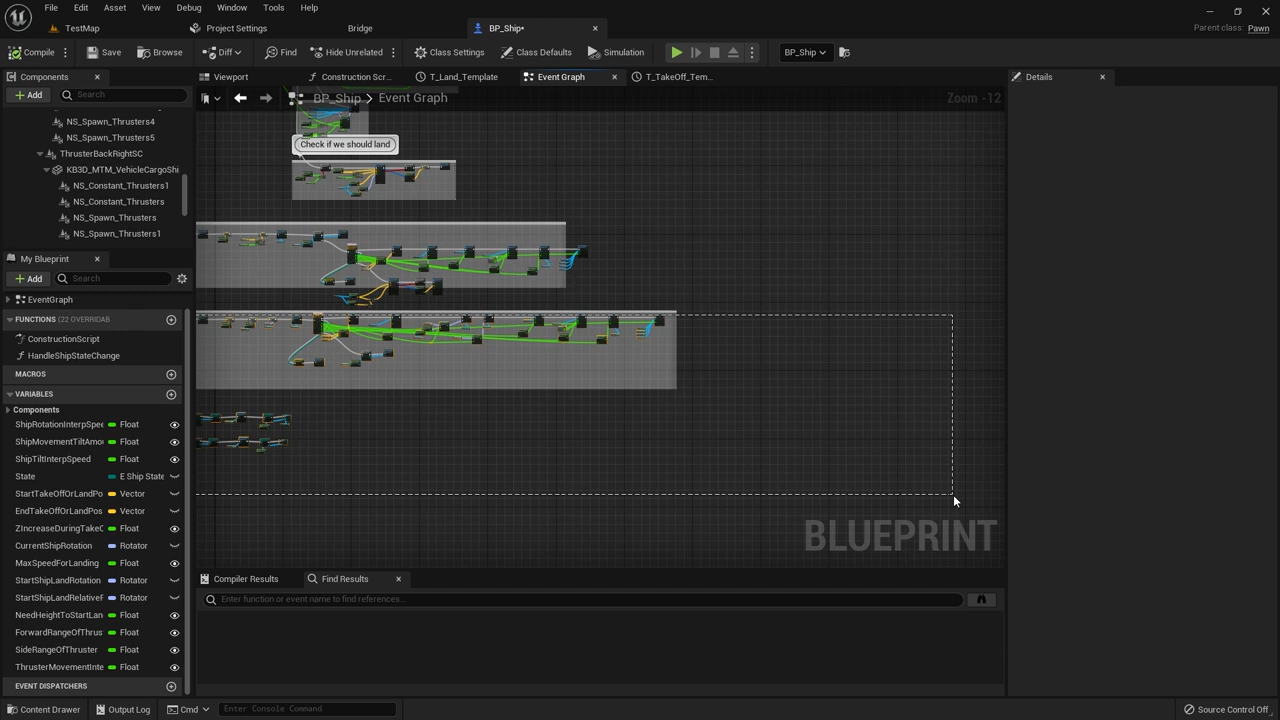 File Edit Asset View Debug Window Tools Help
TestMap Project Settings Bridge BP_Ship• Parent class: Pawn
Compile Save Browse Diff Find Hide Unrelated Class Settings Class Defaults Simulation BP_Ship
Components
Add Search
NS_Spawn_Thrusters4
NS_Spawn_Thrusters5
ThrusterBackRightSC
KB3D_MTM_VehicleCargoShi
NS_Constant_Thrusters1
NS_Constant_Thrusters
NS_Spawn_Thrusters
NS_Spawn_Thrusters1
My Blueprint
Add Search
EventGraph
FUNCTIONS (22 OVERRIDAB
ConstructionScript
HandleShipStateChange
MACROS
VARIABLES
Components
ShipRotationInterpSpee Float
ShipMovementTiltAmou Float
ShipTiltInterpSpeed Float
State E Ship State
StartTakeOffOrLandPo Vector
EndTakeOffOrLandPos Vector
ZIncreaseDuringTakeO Float
CurrentShipRotation Rotator
MaxSpeedForLanding Float
StartShipLandRotation Rotator
StartShipLandRelativeF Rotator
NeedHeightToStartLan Float
ForwardRangeOfThrus Float
SideRangeOfThruster Float
ThrusterMovementInte Float
EVENT DISPATCHERS
Viewport Construction Scr... T_Land_Template Event Graph T_TakeOff_Tem...
BP_Ship > Event Graph Zoom -12
Check if we should land
BLUEPRINT
Compiler Results Find Results
Enter function or event name to find references...
Details
Content Drawer Output Log Cmd Enter Console Command Source Control Off